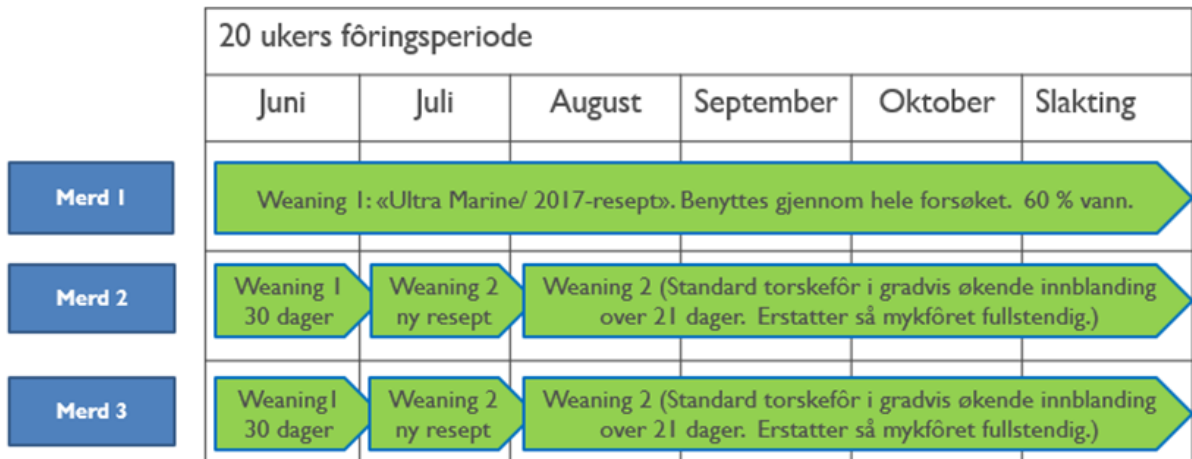 20 ukers fôringsperiode
Juni Juli August September Oktober Slakting
Merd 1
Weaning 1: «Ultra Marine/ 2017-resept». Benyttes gjennom hele forsøket. 60 % vann.
Merd 2
Weaning 1
30 dager
Weaning 2
ny resept
Weaning 2 (Standard torskefôr i gradvis økende innblanding
over 21 dager. Erstatter så mykfôret fullstendig.)
Merd 3
Weaning1
30 dager
Weaning 2
ny resept
Weaning 2 (Standard torskefôr i gradvis økende innblanding
over 21 dager. Erstatter så mykfôret fullstendig.)